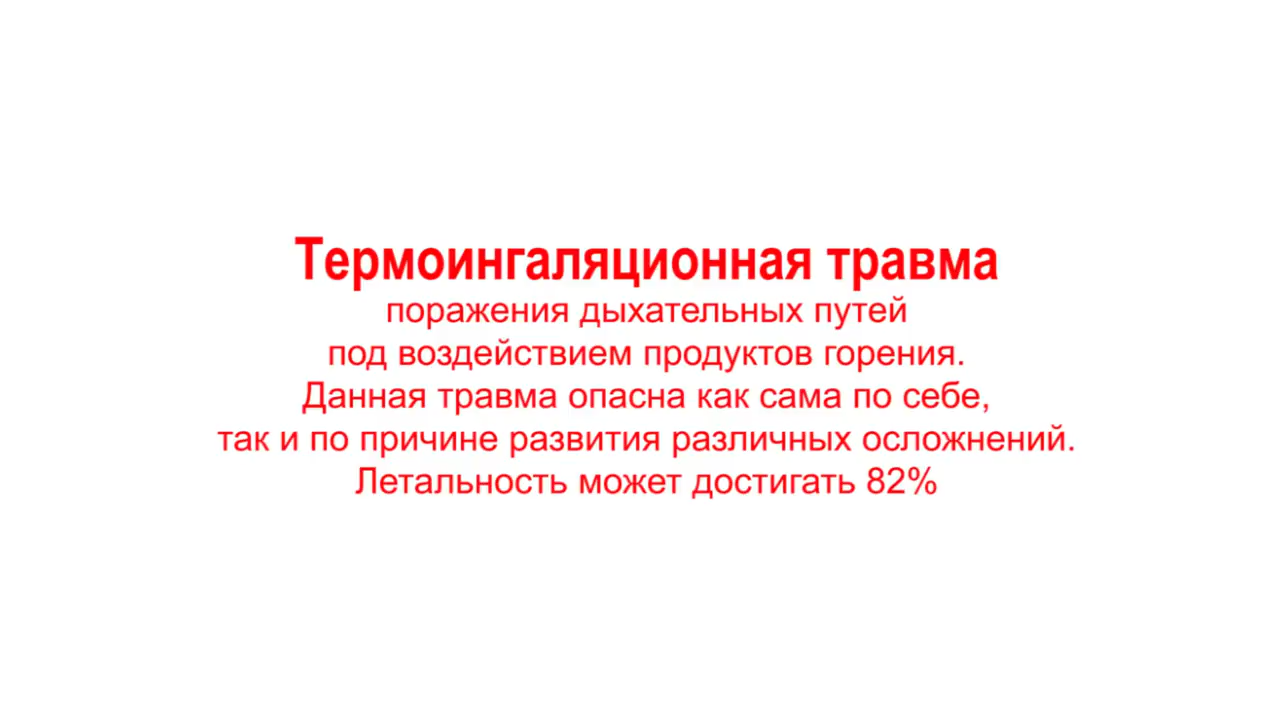 Термоингаляционная травма
поражения дыхательных путей
под воздействием продуктов горения.
Данная травма опасна как сама по себе,
так и по причине развития различных осложнений.
Летальность может достигать 82%